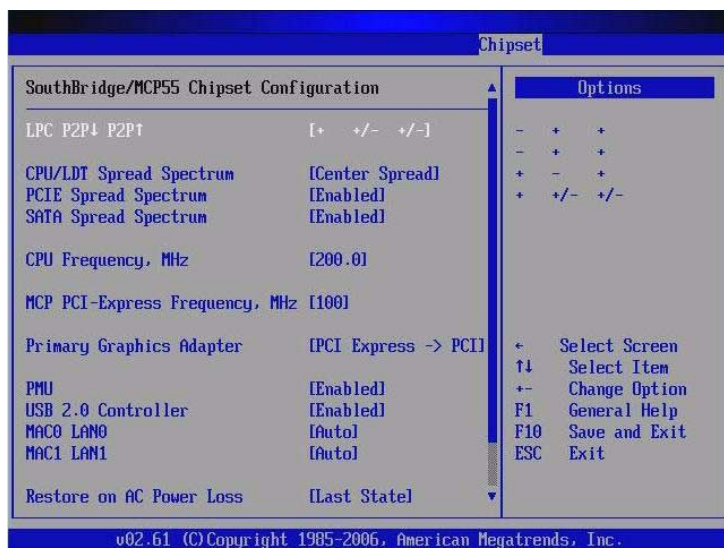 Chipset
SouthBridge/MCP55 Chipset Configuration
LPC P2P↓ P2P↑ [+ +/- +/-]
CPU/LDT Spread Spectrum [Center Spread]
PCIE Spread Spectrum [Enabled]
SATA Spread Spectrum [Enabled]
CPU Frequency, MHz [200.0]
MCP PCI-Express Frequency, MHz [100]
Primary Graphics Adapter [PCI Express -> PCI]
PMU [Enabled]
USB 2.0 Controller [Enabled]
MAC0 LAN0 [Auto]
MAC1 LAN1 [Auto]
Restore on AC Power Loss [Last State]
Options
- + +
- + +
+ - +
+ +/- +/-
← Select Screen
↑↓ Select Item
+- Change Option
F1 General Help
F10 Save and Exit
ESC Exit
v02.61 (C)Copyright 1985-2006, American Megatrends, Inc.